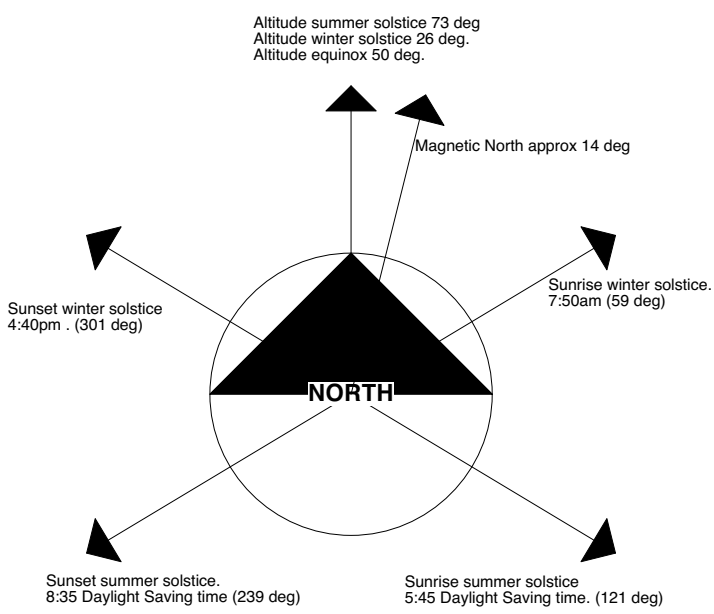 Altitude summer solstice 73 deg
Altitude winter solstice 26 deg.
Altitude equinox 50 deg.
Magnetic North approx 14 deg
Sunset winter solstice
4:40pm . (301 deg)
Sunrise winter solstice.
7:50am (59 deg)
NORTH
Sunset summer solstice.
8:35 Daylight Saving time (239 deg)
Sunrise summer solstice
5:45 Daylight Saving time. (121 deg)